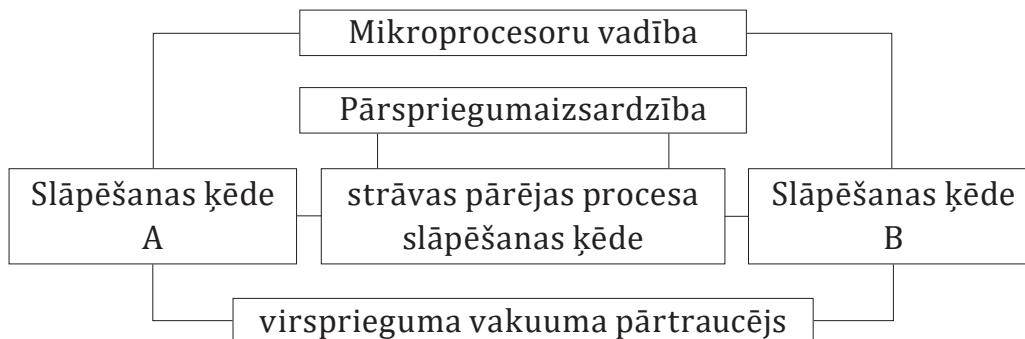 Mikroprocesoru vadība
Pārspriegumaizsardzība
Slāpēšanas ķēde
A
strāvas pārējas procesa
slāpēšanas ķēde
Slāpēšanas ķēde
B
virsprieguma vakuuma pārtraucējs